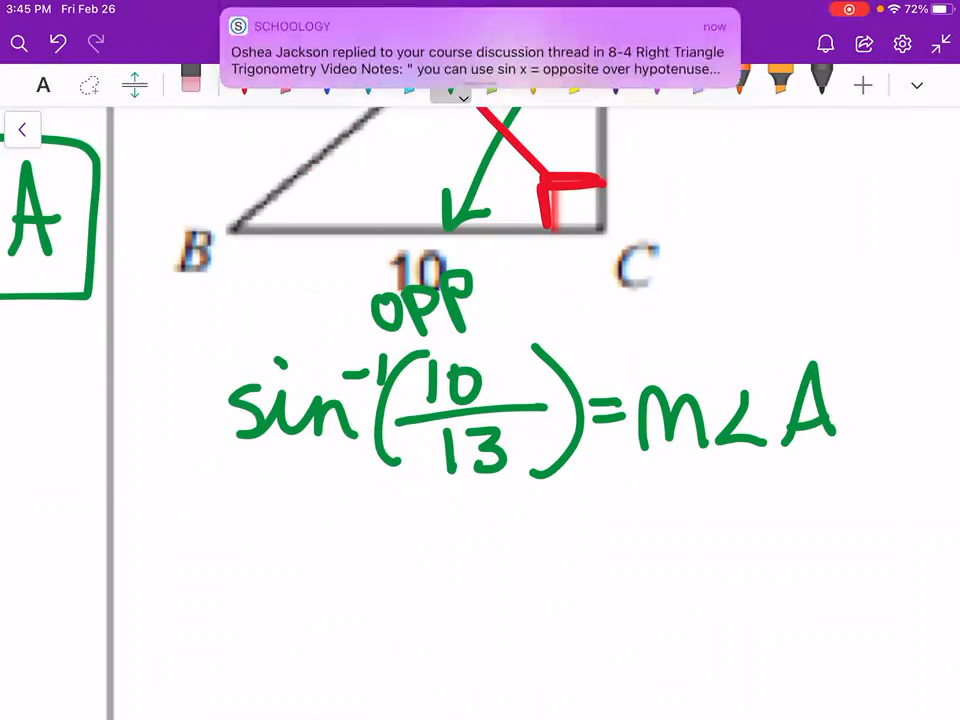 3:45 PM Fri Feb 26
72%
S SCHOOLOGY now
Oshea Jackson replied to your course discussion thread in 8-4 Right Triangle
Trigonometry Video Notes: " you can use sin x = opposite over hypotenuse...
A
A
B
10
C
opp
sin⁻¹(10/13) = m∠A